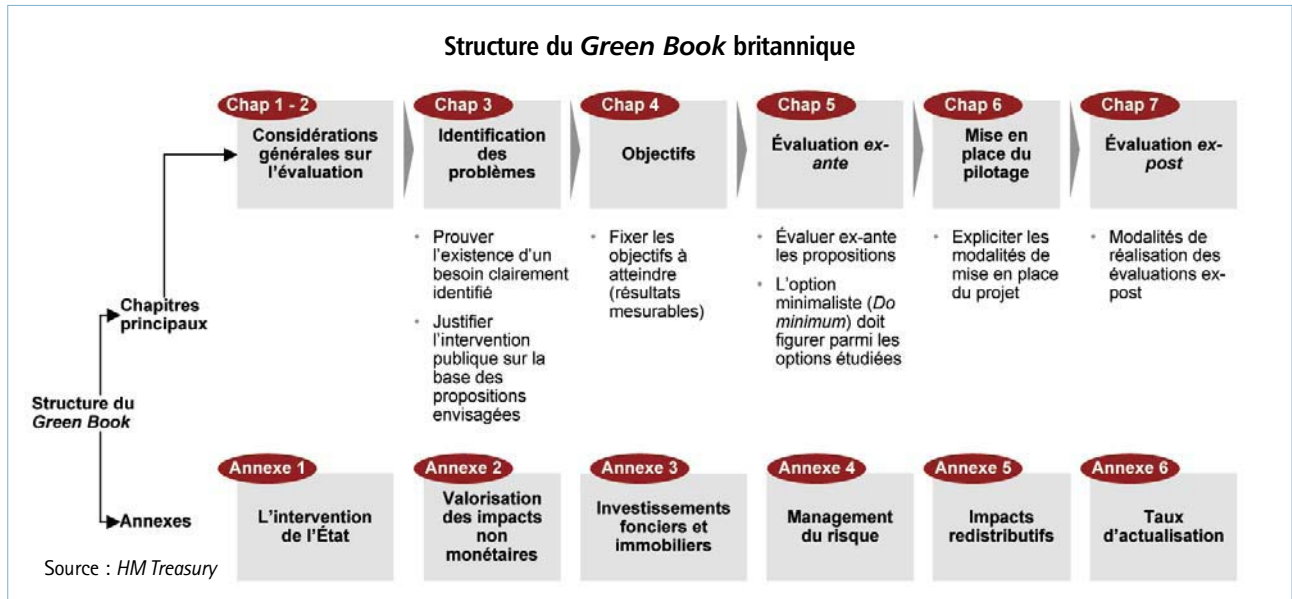 Structure du Green Book britannique
Chap 1 - 2
Considérations
générales sur
l'évaluation
Chap 3
Identification
des
problèmes
Chap 4
Objectifs
Chap 5
Évaluation ex-
ante
Chap 6
Mise en
place du
pilotage
Chap 7
Évaluation ex-
post
• Prouver
l'existence d'un
besoin clairement
identifié
• Justifier
l'intervention
publique sur la
base des
propositions
envisagées
• Fixer les
objectifs à
atteindre
(résultats
mesurables)
• Évaluer ex-ante
les propositions
• L'option
minimaliste (Do
minimum) doit
figurer parmi les
options étudiées
• Expliciter les
modalités de
mise en place
du projet
• Modalités de
réalisation des
évaluations ex-
post
Chapitres
principaux
Structure du
Green Book
Annexes
Annexe 1
L'intervention
de l'État
Annexe 2
Valorisation
des impacts
non
monétaires
Annexe 3
Investissements
fonciers et
immobiliers
Annexe 4
Management
du risque
Annexe 5
Impacts
redistributifs
Annexe 6
Taux
d'actualisation
Source : HM Treasury